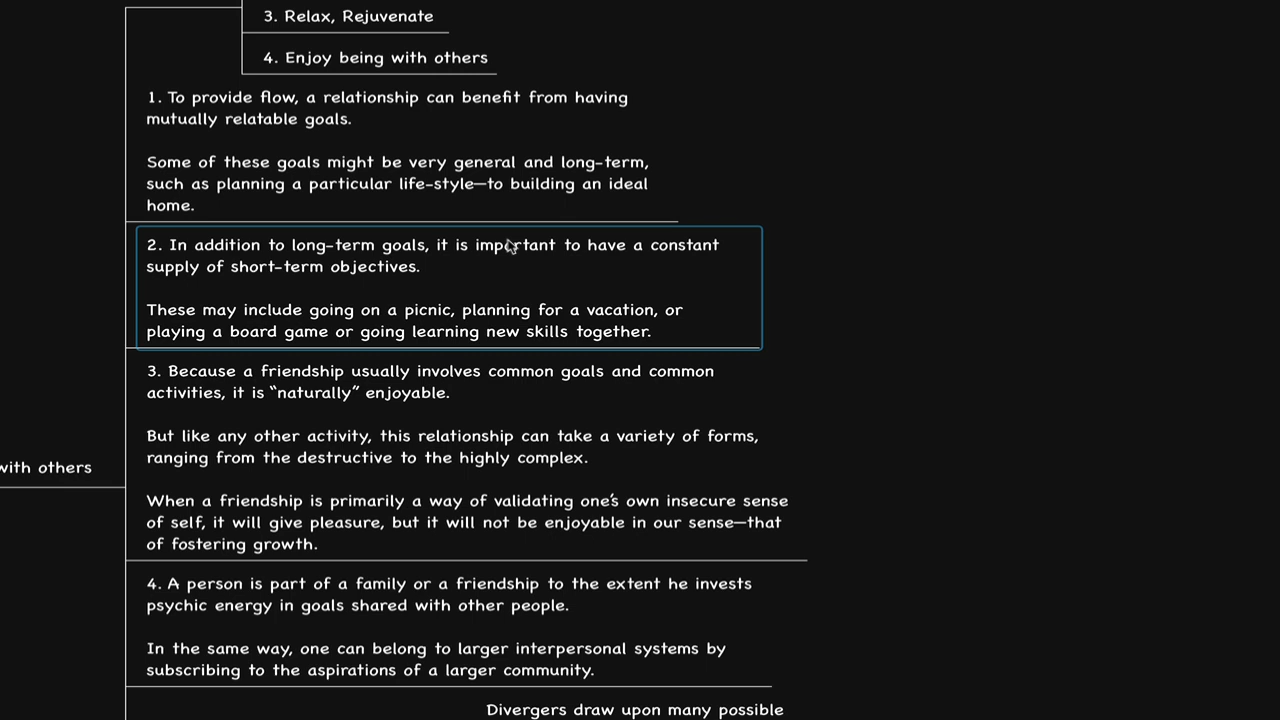 3. Relax, Rejuvenate
4. Enjoy being with others
1. To provide flow, a relationship can benefit from having
mutually relatable goals.
Some of these goals might be very general and long-term,
such as planning a particular life-style—to building an ideal
home.
2. In addition to long-term goals, it is important to have a constant
supply of short-term objectives.
These may include going on a picnic, planning for a vacation, or
playing a board game or going learning new skills together.
3. Because a friendship usually involves common goals and common
activities, it is “naturally” enjoyable.
But like any other activity, this relationship can take a variety of forms,
ranging from the destructive to the highly complex.
with others
When a friendship is primarily a way of validating one’s own insecure sense
of self, it will give pleasure, but it will not be enjoyable in our sense—that
of fostering growth.
4. A person is part of a family or a friendship to the extent he invests
psychic energy in goals shared with other people.
In the same way, one can belong to larger interpersonal systems by
subscribing to the aspirations of a larger community.
Divergers draw upon many possible